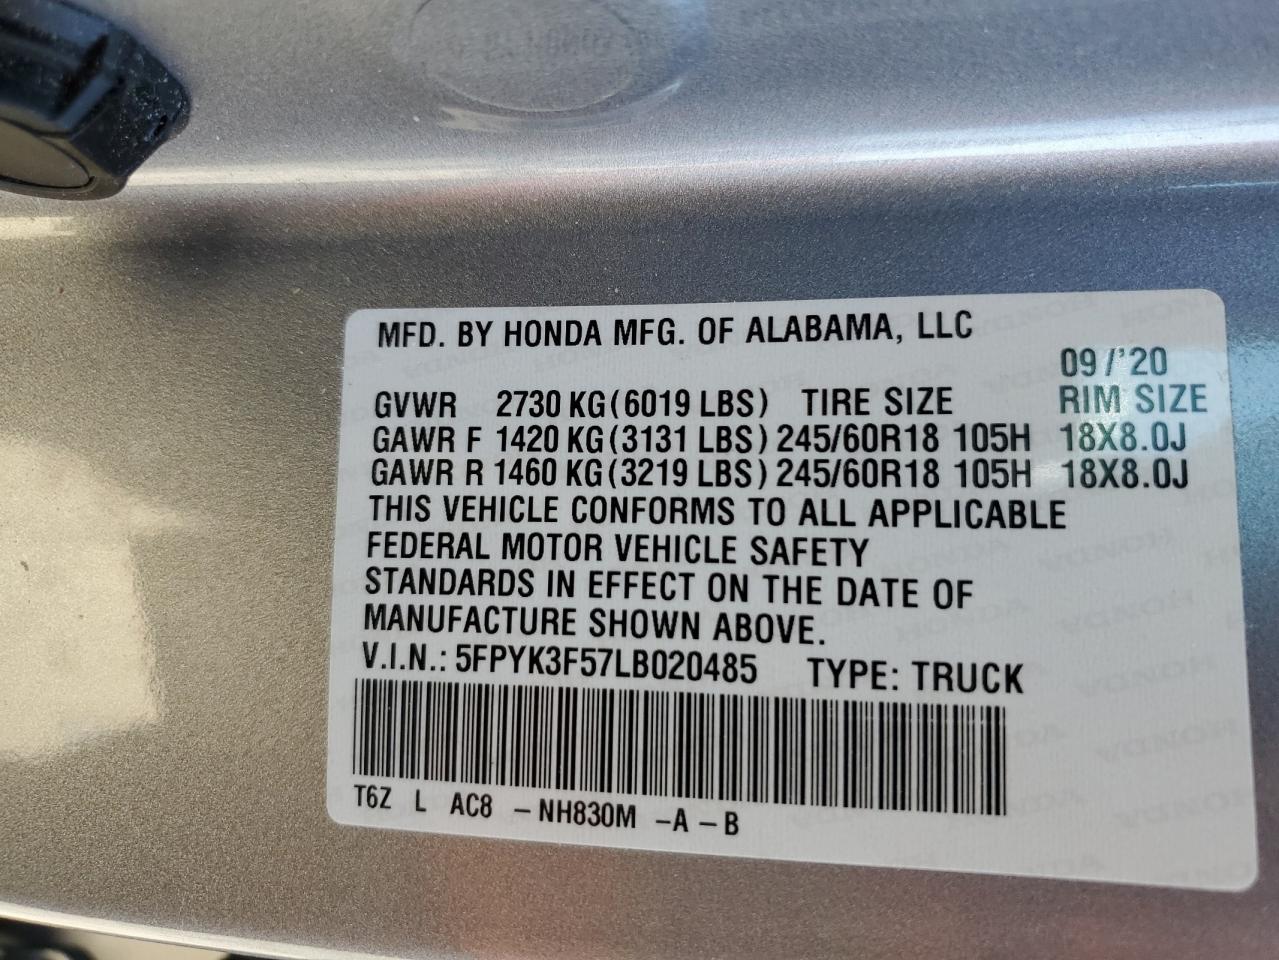 MFD. BY HONDA MFG. OF ALABAMA, LLC
09/'20
GVWR 2730 KG(6019 LBS) TIRE SIZE RIM SIZE
GAWR F 1420 KG(3131 LBS) 245/60R18 105H 18X8.0J
GAWR R 1460 KG(3219 LBS) 245/60R18 105H 18X8.0J
THIS VEHICLE CONFORMS TO ALL APPLICABLE
FEDERAL MOTOR VEHICLE SAFETY
STANDARDS IN EFFECT ON THE DATE OF
MANUFACTURE SHOWN ABOVE.
V.I.N.: 5FPYK3F57LB020485 TYPE: TRUCK
T6Z L AC8 -NH830M -A -B